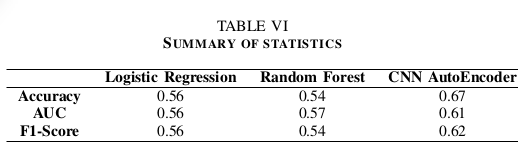 TABLE VI
SUMMARY OF STATISTICS
Logistic Regression Random Forest CNN AutoEncoder
Accuracy 0.56 0.54 0.67
AUC 0.56 0.57 0.61
F1-Score 0.56 0.54 0.62